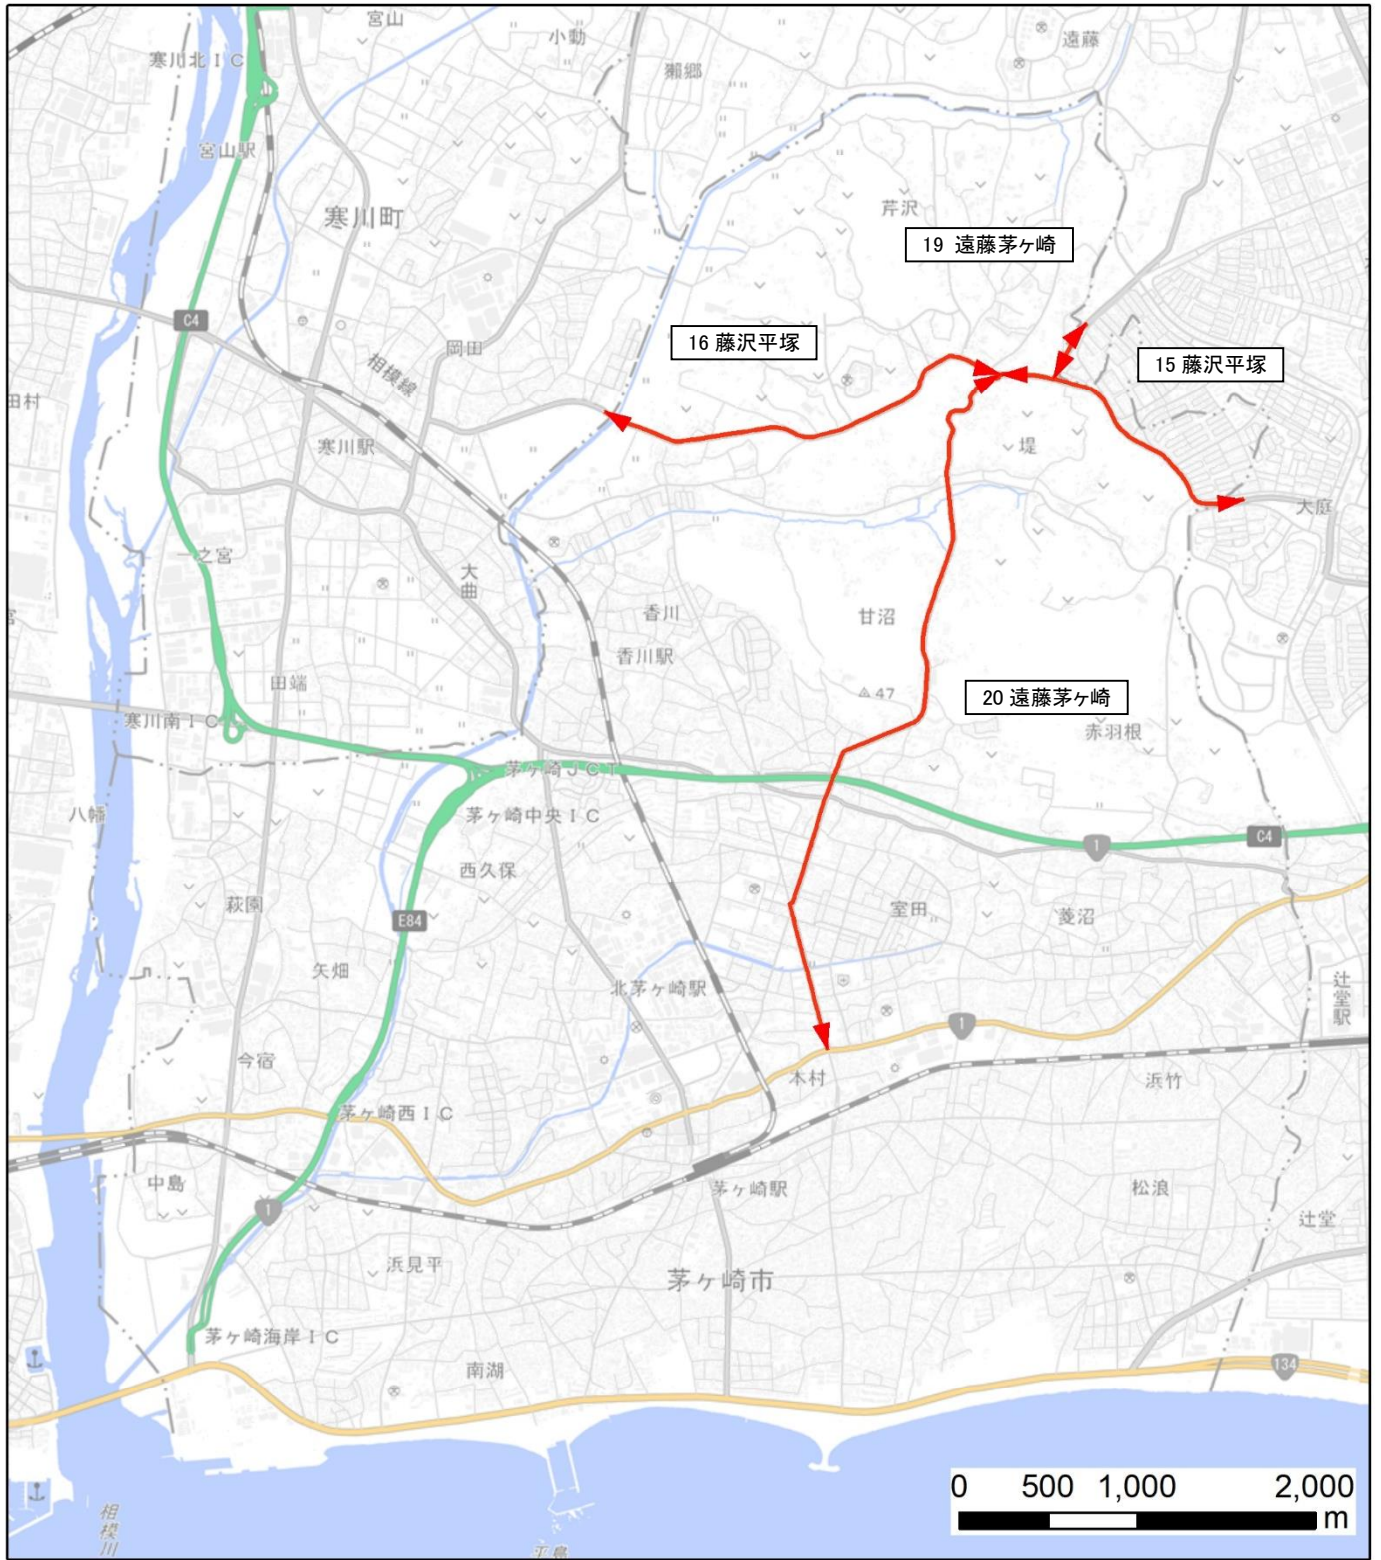 宮山
小動
遠藤
寒川北ＩＣ
獺郷
宮山駅
寒川町
芹沢
19 遠藤茅ヶ崎
C4
16 藤沢平塚
岡田
相模線
15 藤沢平塚
田村
寒川駅
堤
大庭
一之宮
大曲
香川
甘沼
香川駅
田端
47
20 遠藤茅ヶ崎
寒川南ＩＣ
赤羽根
茅ヶ崎ＪＣＴ
八幡
茅ヶ崎中央ＩＣ
C4
1
西久保
萩園
室田
菱沼
E84
矢畑
北茅ヶ崎駅
辻堂駅
1
今宿
本村
浜竹
茅ヶ崎西ＩＣ
中島
茅ヶ崎駅
松浪
1
辻堂
浜見平
茅ヶ崎市
茅ヶ崎海岸ＩＣ
南湖
134
0 500 1,000 2,000
m
相模川
平島